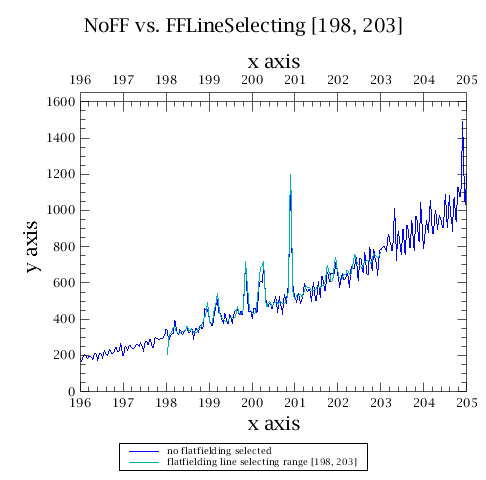 NoFF vs. FFLineSelecting [198, 203]
x axis
196 197 198 199 200 201 202 203 204 205
1600
1400
1200
1000
800
600
400
200
0
y axis
196 197 198 199 200 201 202 203 204 205
x axis
no flatfielding selected
flatfielding line selecting range [198, 203]